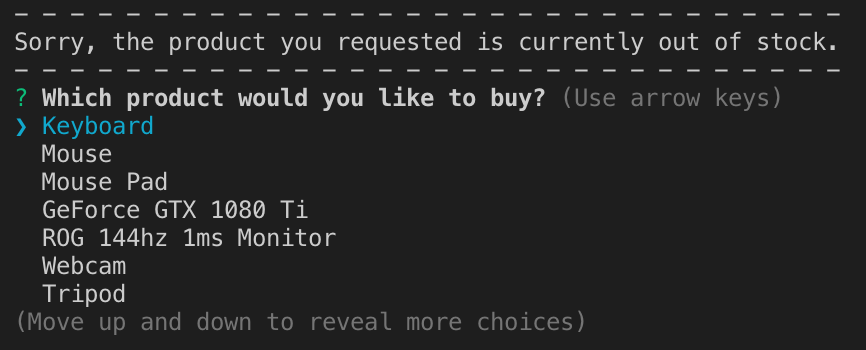 – – – – – – – – – – – – – – – – – – – – – – – – – – – – – –
Sorry, the product you requested is currently out of stock.
– – – – – – – – – – – – – – – – – – – – – – – – – – – – – –
? Which product would you like to buy? (Use arrow keys)
❯ Keyboard
Mouse
Mouse Pad
GeForce GTX 1080 Ti
ROG 144hz 1ms Monitor
Webcam
Tripod
(Move up and down to reveal more choices)